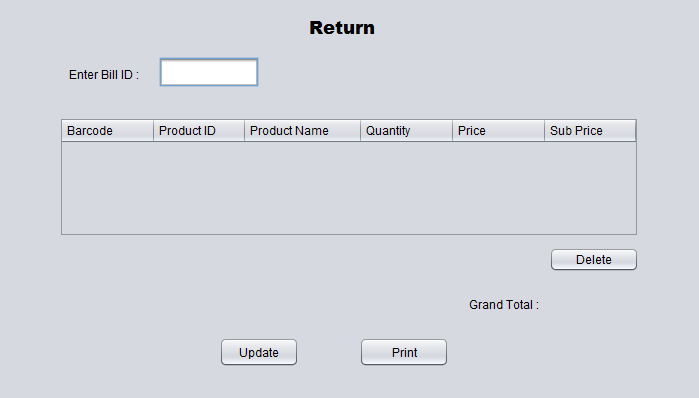 Return
Enter Bill ID :
Barcode Product ID Product Name Quantity Price Sub Price
Delete
Grand Total :
Update Print